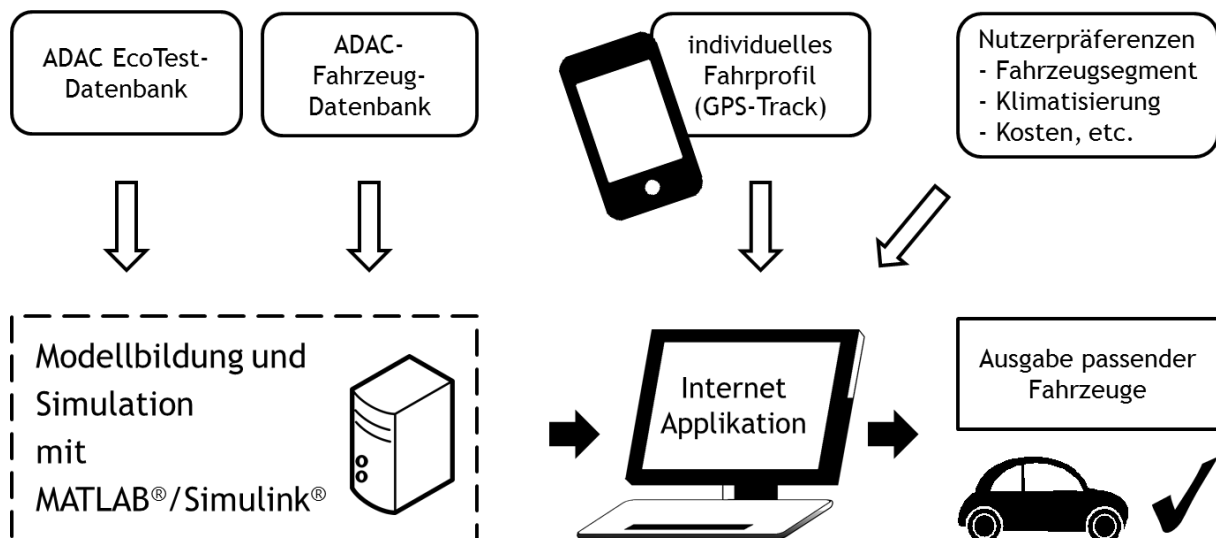 ADAC EcoTest-
Datenbank
ADAC-
Fahrzeug-
Datenbank
individuelles
Fahrprofil
(GPS-Track)
Nutzerpräferenzen
- Fahrzeugsegment
- Klimatisierung
- Kosten, etc.
Modellbildung und
Simulation
mit
MATLAB®/Simulink®
Internet
Applikation
Ausgabe passender
Fahrzeuge